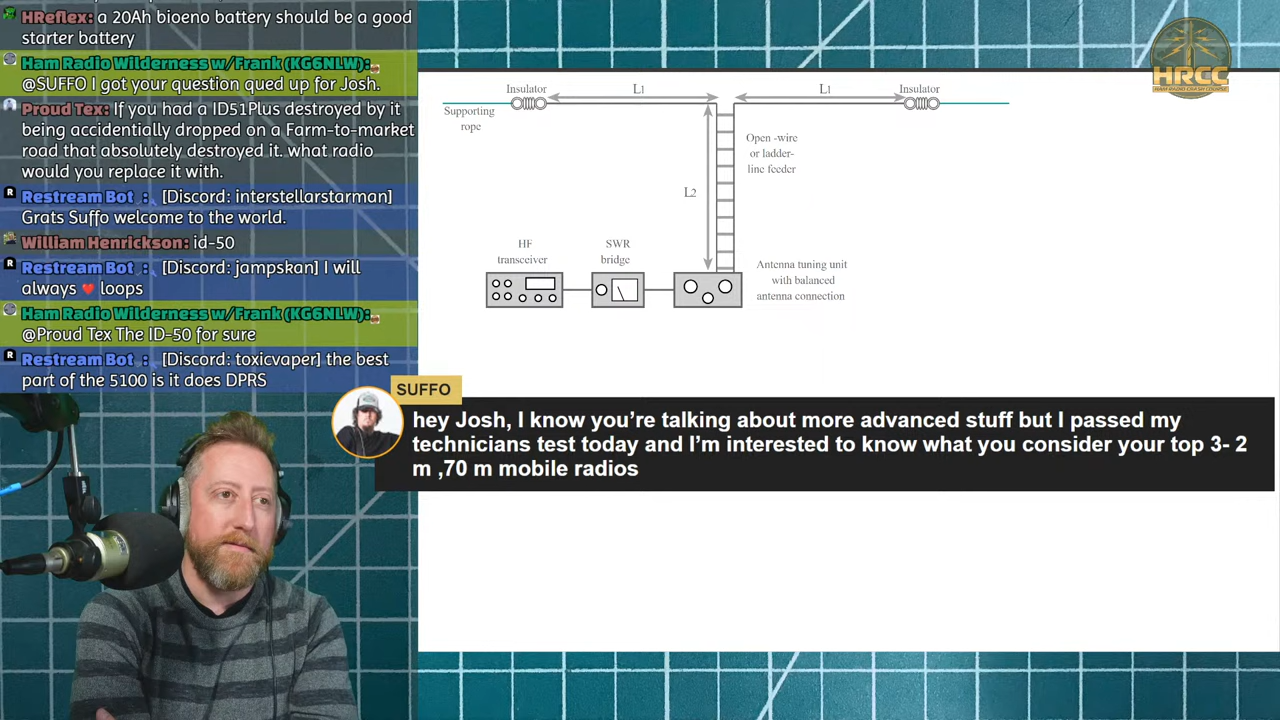 HReflex: a 20Ah bioeno battery should be a good
starter battery
Ham Radio Wilderness w/Frank (KG6NLW):
@SUFFO I got your question qued up for Josh.
Proud Tex: If you had a ID51Plus destroyed by it
being accidentially dropped on a Farm-to-market
road that absolutely destroyed it. what radio
would you replace it with.
R Restream Bot : [Discord: interstellarstarman]
Grats Suffo welcome to the world.
William Henrickson: id-50
R Restream Bot : [Discord: jampskan] I will
always ❤ loops
Ham Radio Wilderness w/Frank (KG6NLW):
@Proud Tex The ID-50 for sure
R Restream Bot : [Discord: toxicvaper] the best
part of the 5100 is it does DPRS
HRCC
HAM RADIO CRASH COURSE
Insulator
L1
L1
Insulator
Supporting
rope
Open -wire
or ladder-
line feeder
L2
HF
transceiver
SWR
bridge
Antenna tuning unit
with balanced
antenna connection
SUFFO
hey Josh, I know you’re talking about more advanced stuff but I passed my
technicians test today and I’m interested to know what you consider your top 3- 2
m ,70 m mobile radios